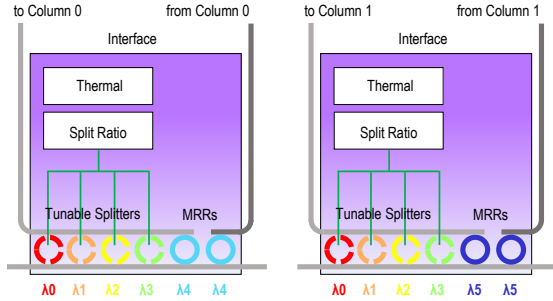 to Column 0 from Column 0
Interface
Thermal
Split Ratio
Tunable Splitters MRRs
λ0 λ1 λ2 λ3 λ4 λ4
to Column 1 from Column 1
Interface
Thermal
Split Ratio
Tunable Splitters MRRs
λ0 λ1 λ2 λ3 λ5 λ5